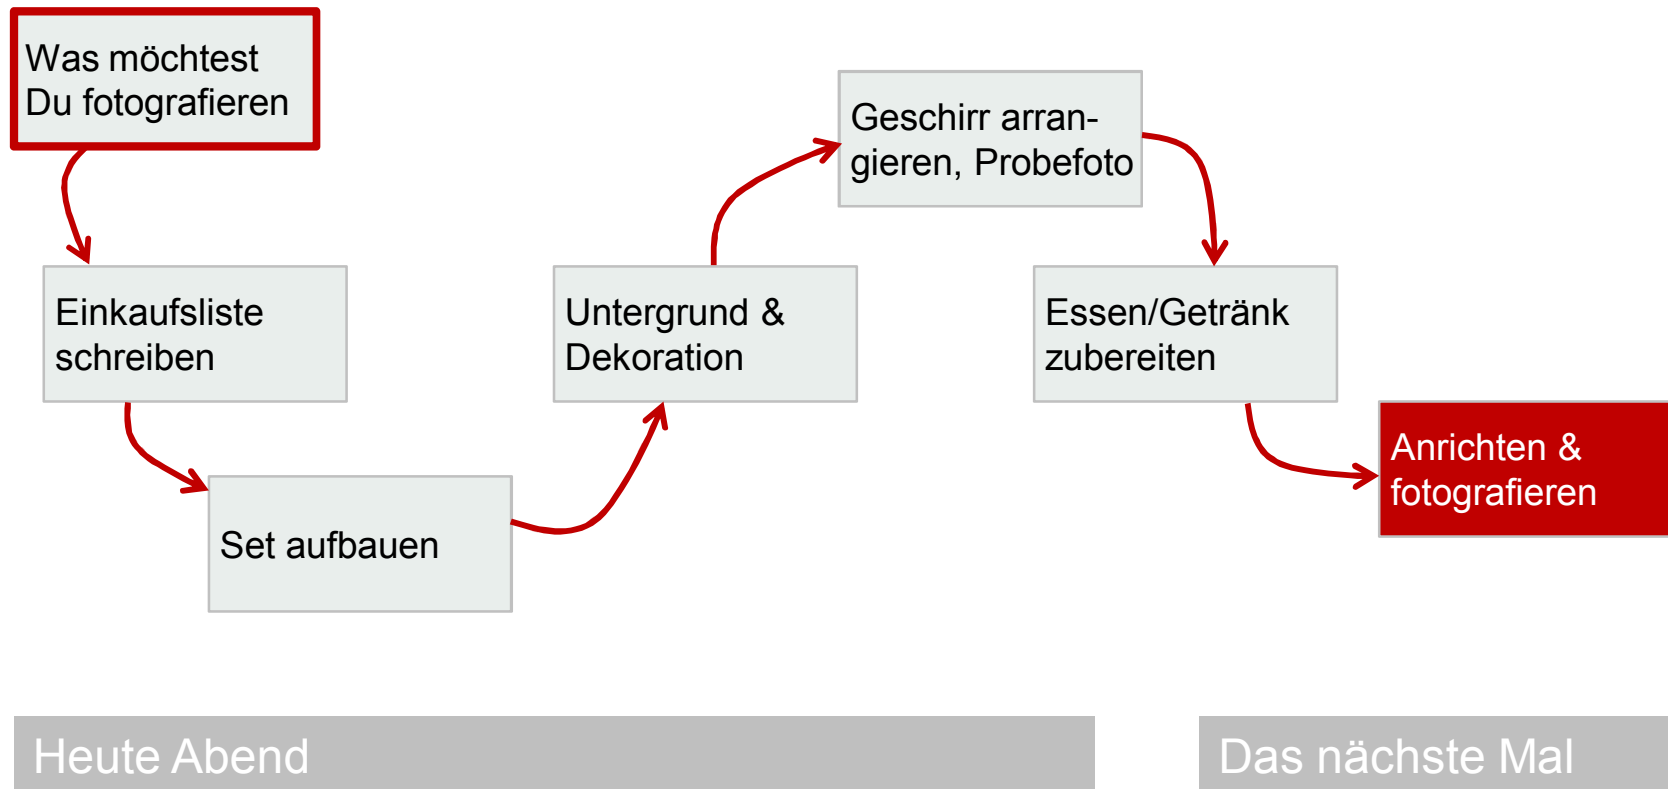 Was möchtest
Du fotografieren
Einkaufsliste
schreiben
Set aufbauen
Untergrund &
Dekoration
Geschirr arran-
gieren, Probefoto
Essen/Getränk
zubereiten
Anrichten &
fotografieren
Heute Abend
Das nächste Mal